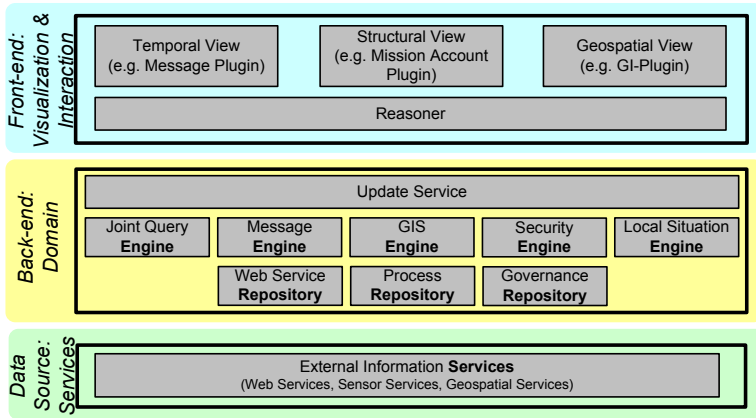 Front-end:
Visualization &
Interaction
Temporal View
(e.g. Message Plugin)
Structural View
(e.g. Mission Account
Plugin)
Geospatial View
(e.g. GI-Plugin)
Reasoner
Back-end:
Domain
Update Service
Joint Query
Engine
Message
Engine
GIS
Engine
Security
Engine
Local Situation
Engine
Web Service
Repository
Process
Repository
Governance
Repository
Data
Source:
Services
External Information Services
(Web Services, Sensor Services, Geospatial Services)